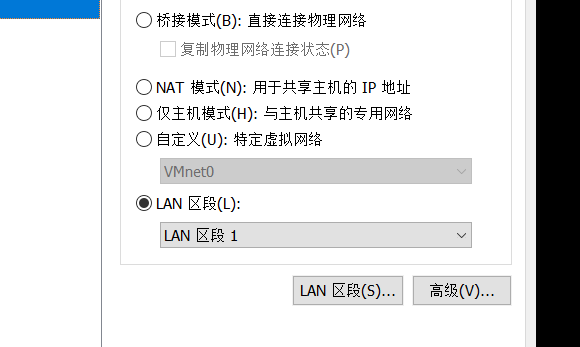 桥接模式(B): 直接连接物理网络
复制物理网络连接状态(P)
NAT 模式(N): 用于共享主机的 IP 地址
仅主机模式(H): 与主机共享的专用网络
自定义(U): 特定虚拟网络
VMnet0
LAN 区段(L):
LAN 区段 1
LAN 区段(S)... 高级(V)...